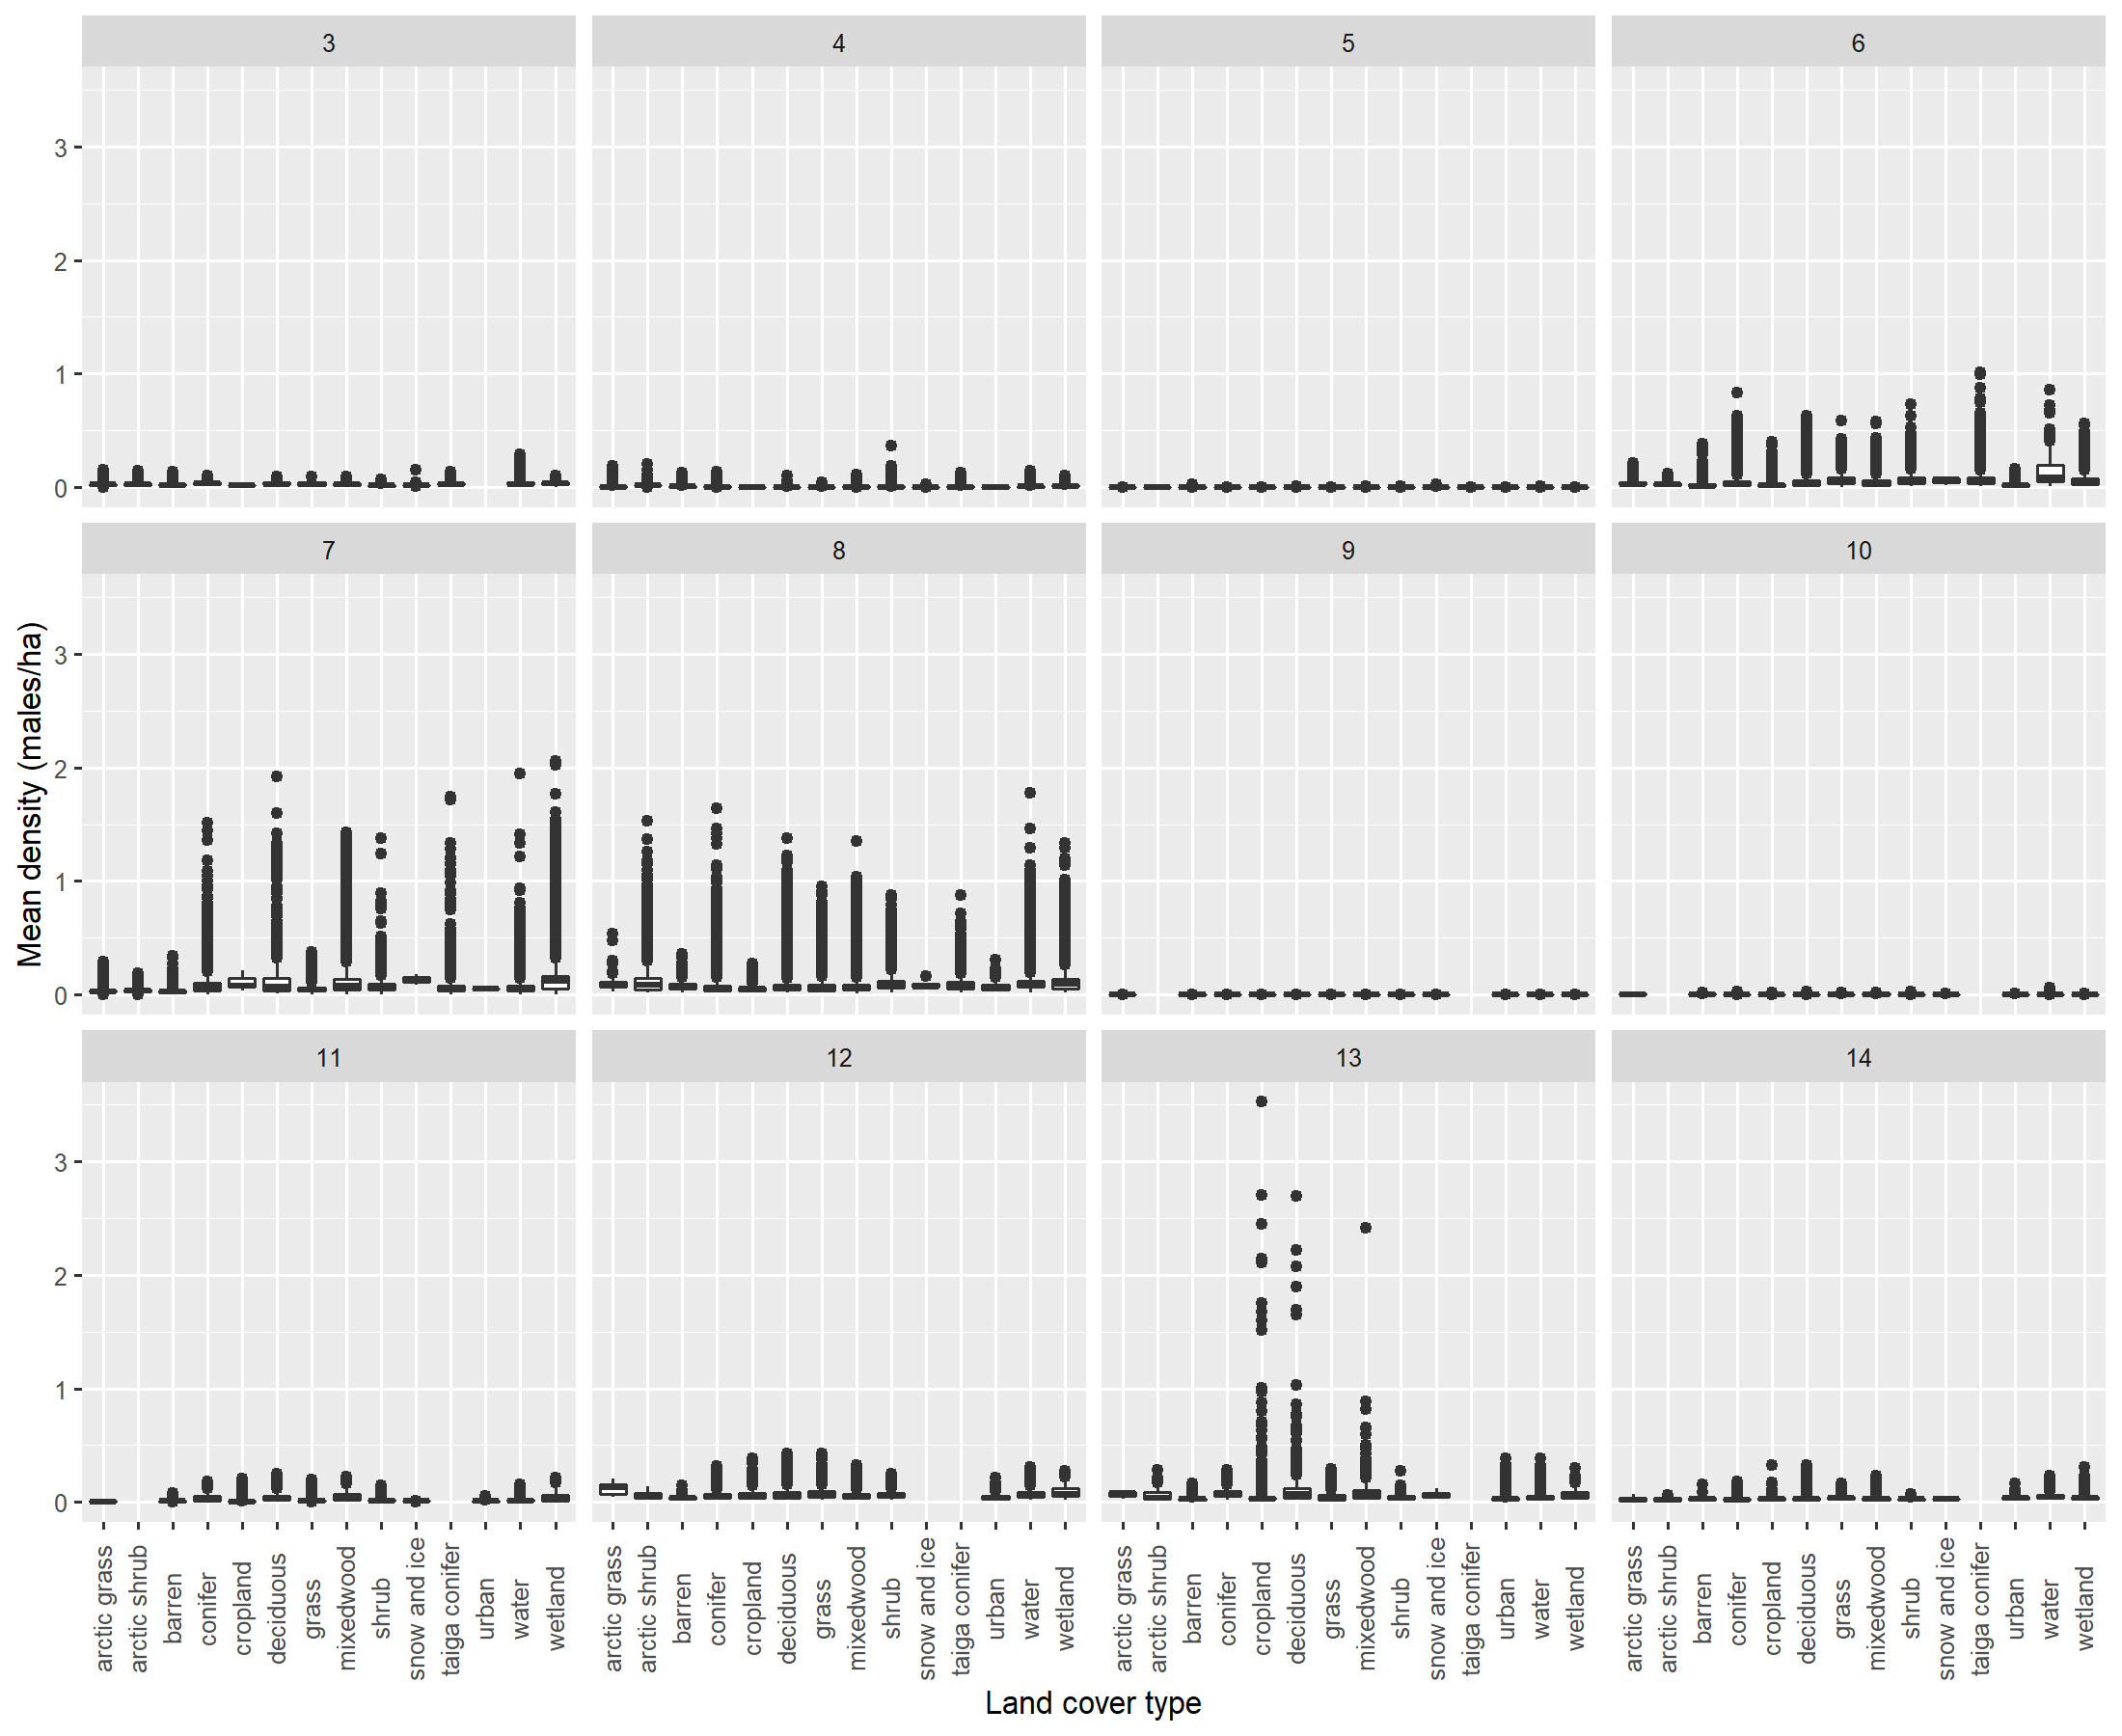 3 4 5 6
3
2
1
0
7 8 9 10
3
2
1
0
Mean density (males/ha)
11 12 13 14
3
2
1
0
arctic grass arctic shrub barren conifer cropland deciduous grass mixedwood shrub snow and ice taiga conifer urban water wetland
arctic grass arctic shrub barren conifer cropland deciduous grass mixedwood shrub snow and ice taiga conifer urban water wetland
arctic grass arctic shrub barren conifer cropland deciduous grass mixedwood shrub snow and ice taiga conifer urban water wetland
arctic grass arctic shrub barren conifer cropland deciduous grass mixedwood shrub snow and ice taiga conifer urban water wetland
Land cover type